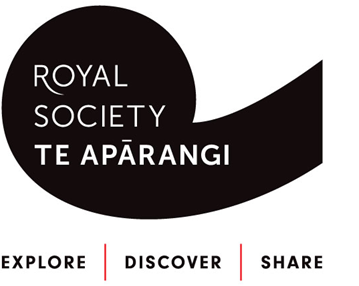 ROYAL
SOCIETY
TE APĀRANGI
EXPLORE | DISCOVER | SHARE